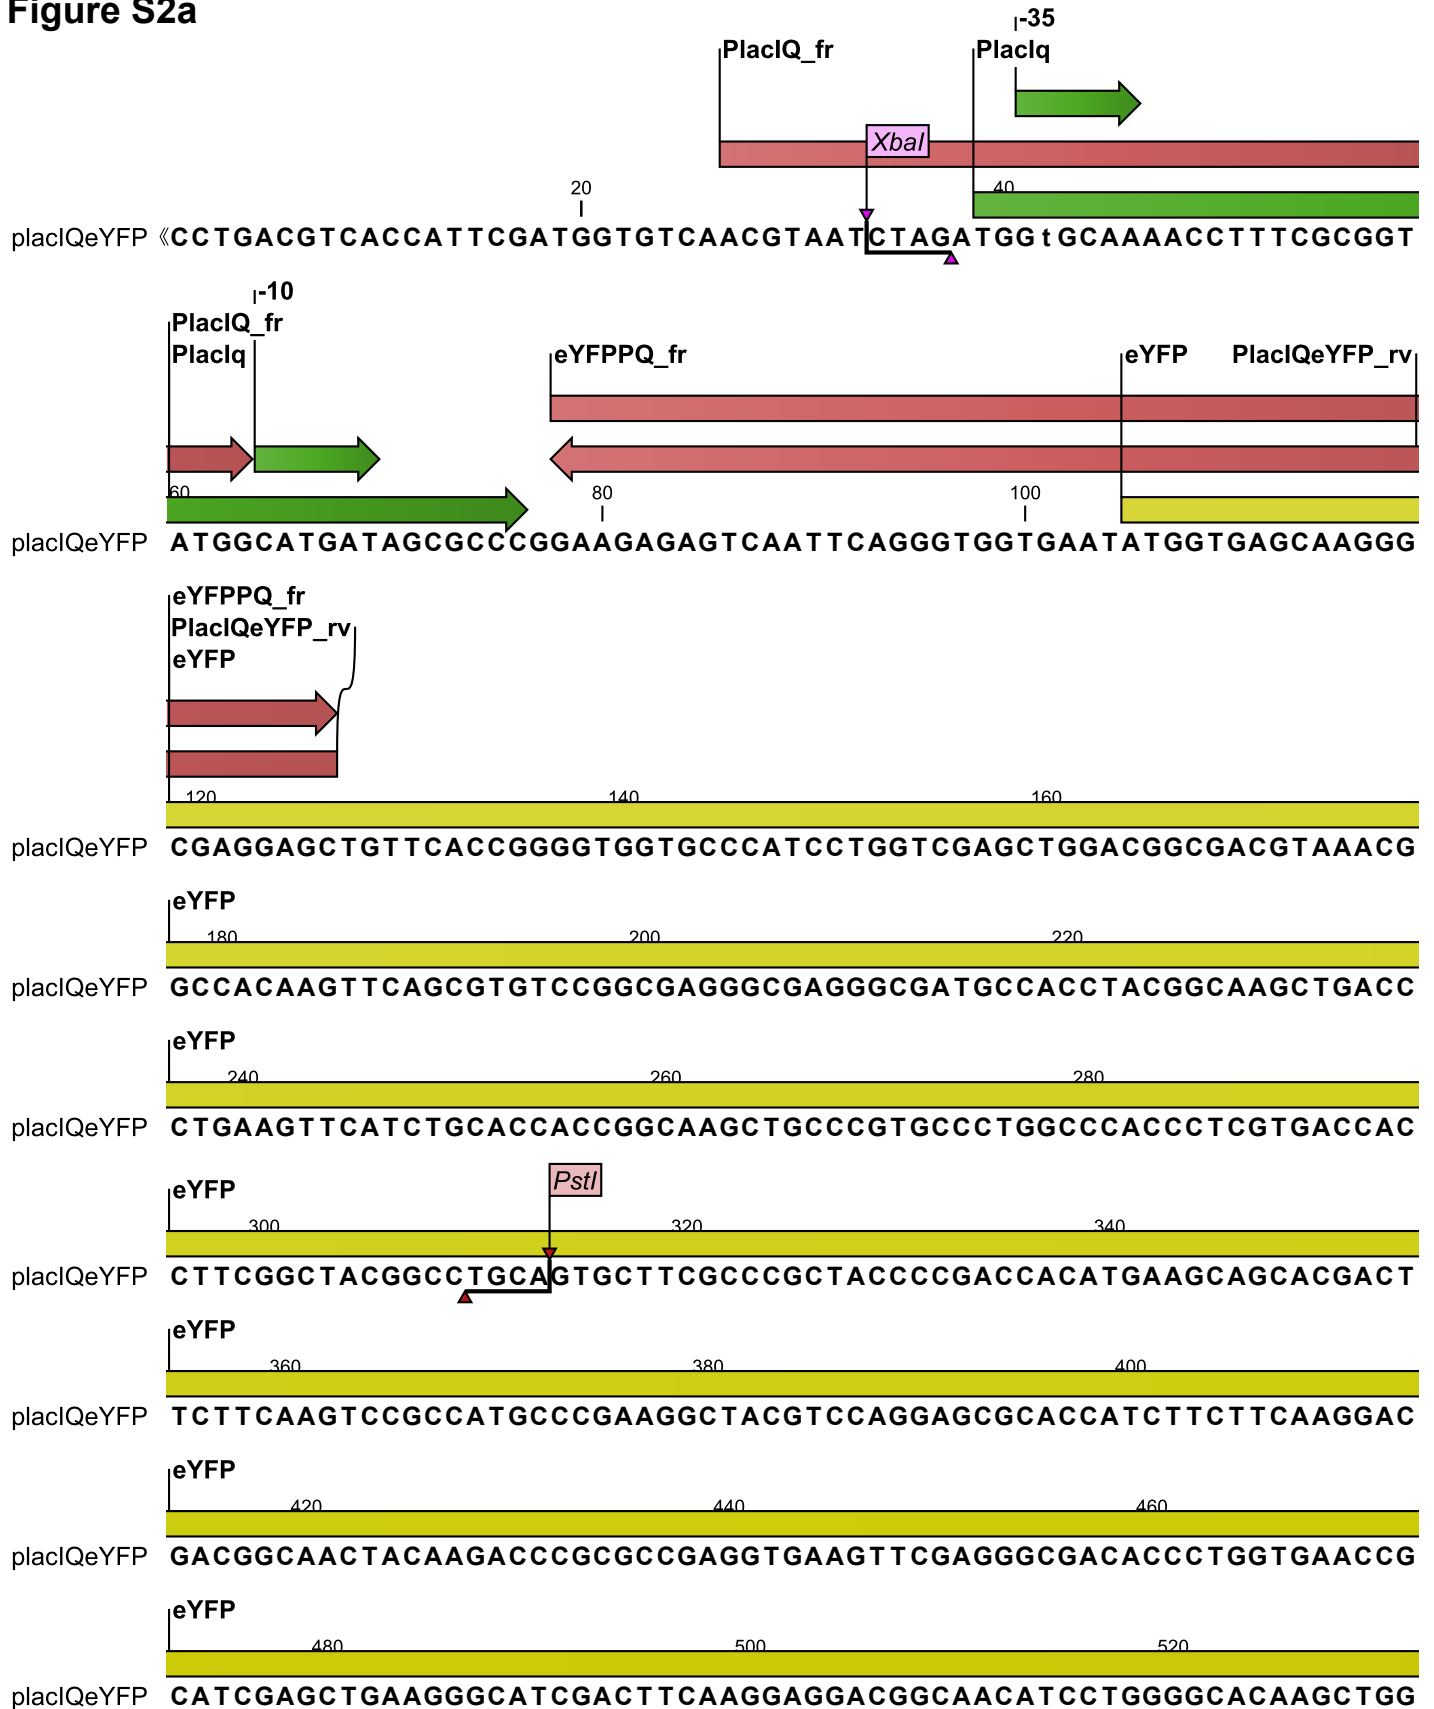 Figure S2a
-35
PlacIQ_fr
PlacIq
XbaI
20
40
placIQeYFP 《CCTGACGTCACCATTCGATGGTGTCAACGTAATCTAGATGGtGCAAAACCTTTCGCGGT
-10
PlacIQ_fr
PlacIq
eYFPPQ_fr
eYFP
PlacIQeYFP_rv
60
80
100
placIQeYFP ATGGCATGATAGCGCCCGGAAGAGAGTCAATTCAGGGTGGTGAATATGGTGAGCAAGGG
eYFPPQ_fr
PlacIQeYFP_rv
eYFP
120
140
160
placIQeYFP CGAGGAGCTGTTCACCGGGGTGGTGCCCATCCTGGTCGAGCTGGACGGCGACGTAAACG
eYFP
180
200
220
placIQeYFP GCCACAAGTTCAGCGTGTCCGGCGAGGGCGAGGGCGATGCCACCTACGGCAAGCTGACC
eYFP
240
260
280
placIQeYFP CTGAAGTTCATCTGCACCACCGGCAAGCTGCCCGTGCCCTGGCCCACCCTCGTGACCAC
eYFP
PstI
300
320
340
placIQeYFP CTTCGGCTACGGCCTGCAGTGCTTCGCCCGCTACCCCGACCACATGAAGCAGCACGACT
eYFP
360
380
400
placIQeYFP TCTTCAAGTCCGCCATGCCCGAAGGCTACGTCCAGGAGCGCACCATCTTCTTCAAGGAC
eYFP
420
440
460
placIQeYFP GACGGCAACTACAAGACCCGCGCCGAGGTGAAGTTCGAGGGCGACACCCTGGTGAACCG
eYFP
480
500
520
placIQeYFP CATCGAGCTGAAGGGCATCGACTTCAAGGAGGACGGCAACATCCTGGGGCACAAGCTGG